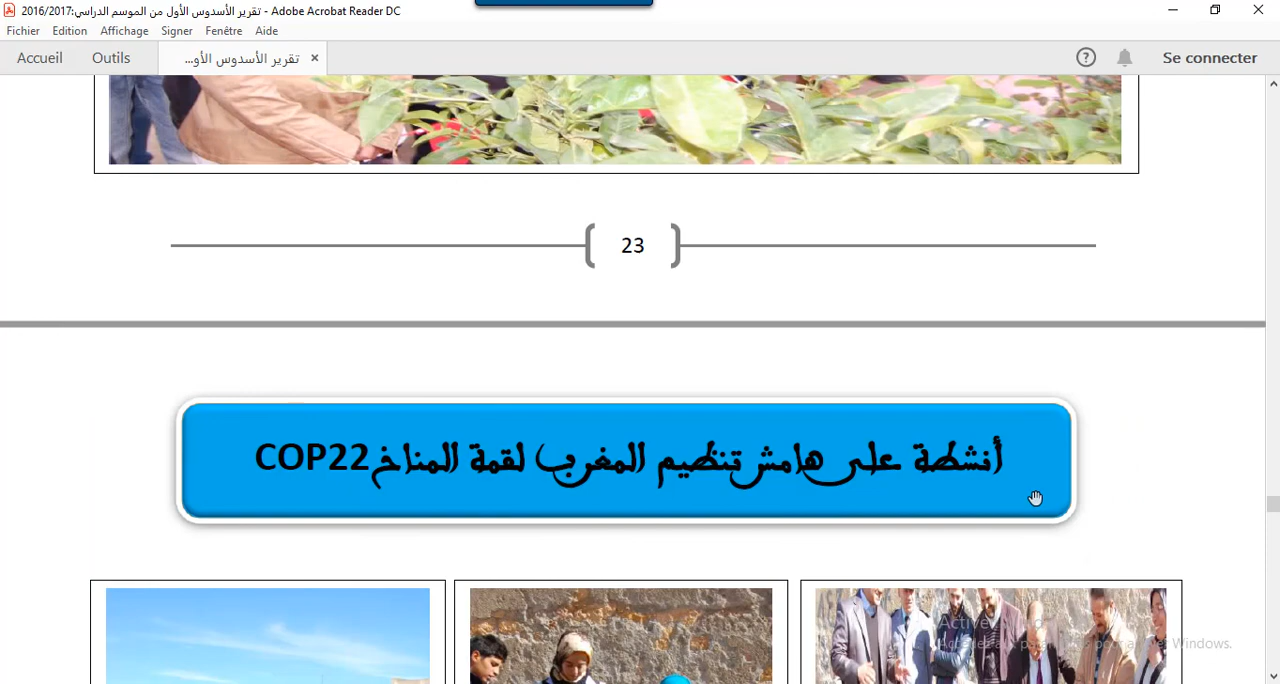 تقرير الأسدوس الأول من الموسم الدراسي:2016/2017 - Adobe Acrobat Reader DC
Fichier Edition Affichage Signer Fenêtre Aide
Accueil Outils تقرير الأسدوس الأو... × ? Se connecter
23
أنشطة على هامش تنظيم المغرب لقمة المناخ COP22
Windows.